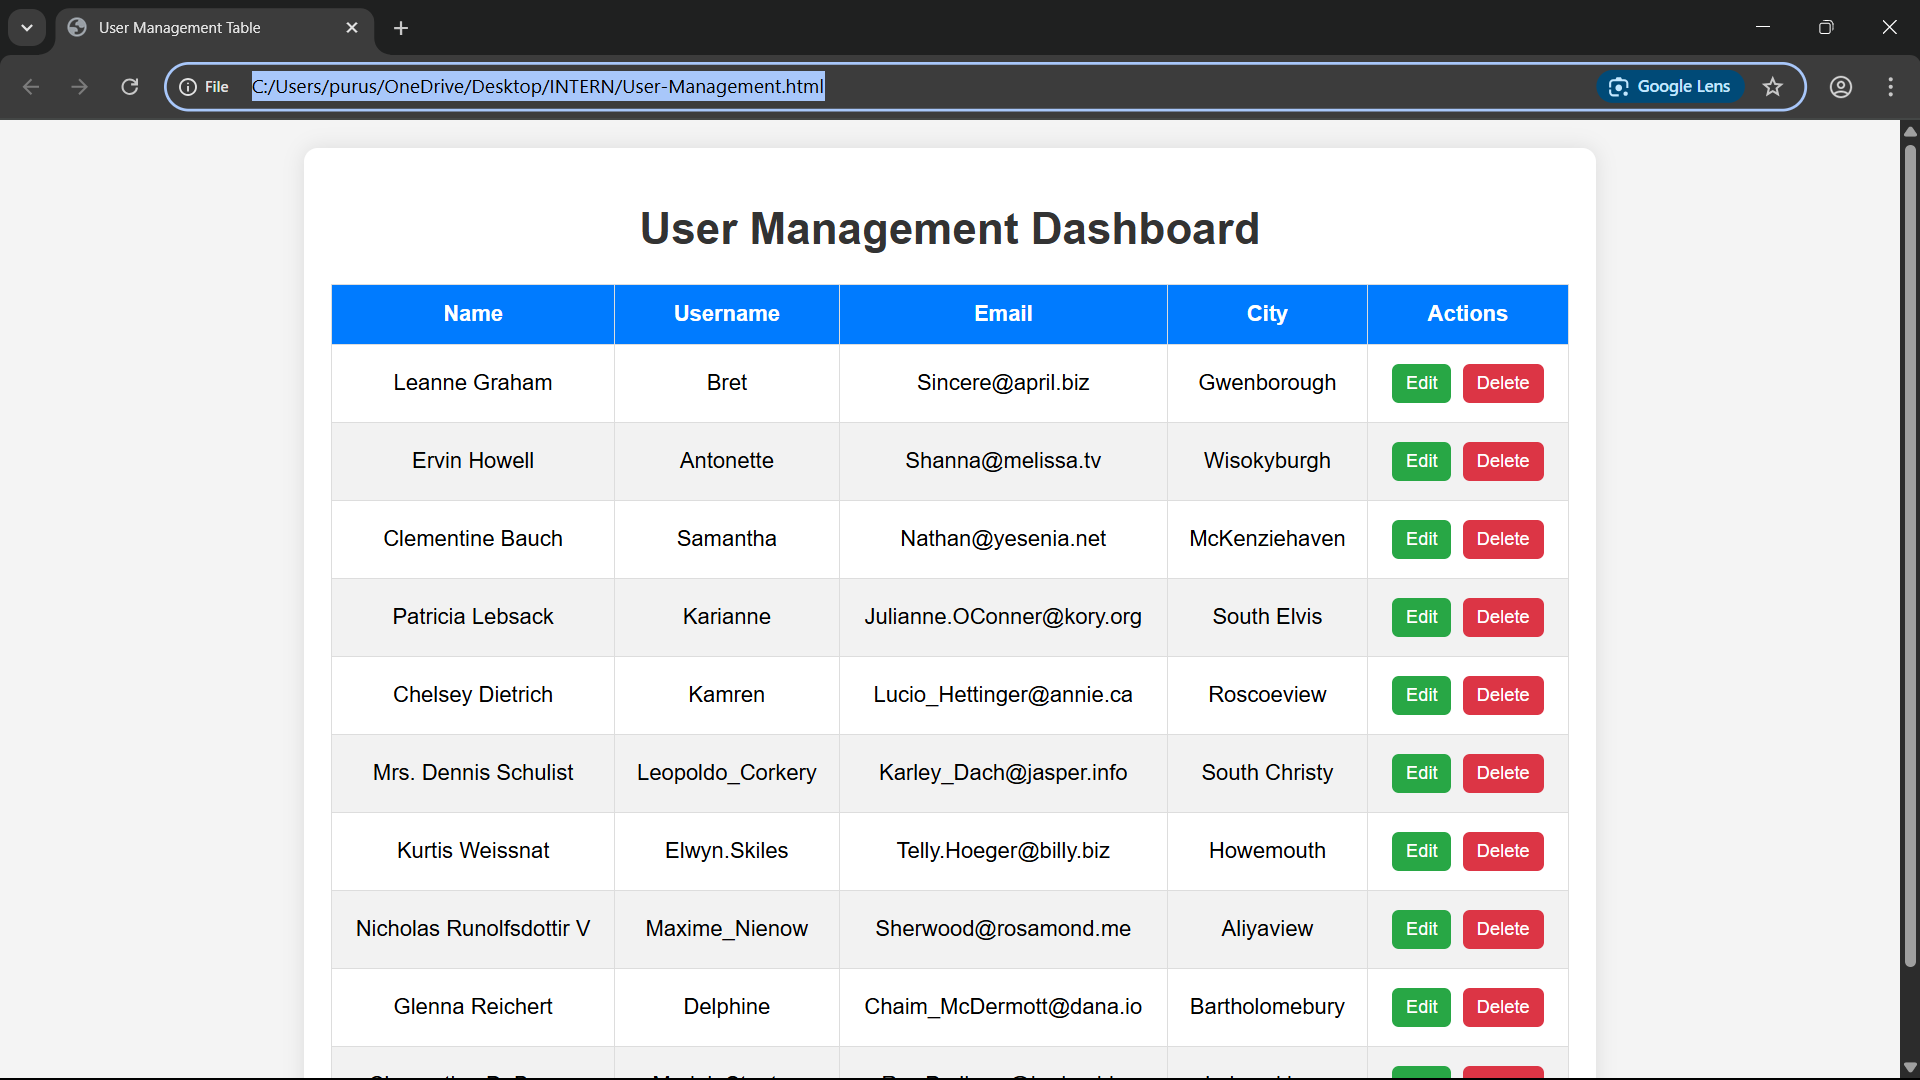 User Management Table
File C:/Users/purus/OneDrive/Desktop/INTERN/User-Management.html Google Lens
User Management Dashboard
Name Username Email City Actions
Leanne Graham Bret Sincere@april.biz Gwenborough Edit Delete
Ervin Howell Antonette Shanna@melissa.tv Wisokyburgh Edit Delete
Clementine Bauch Samantha Nathan@yesenia.net McKenziehaven Edit Delete
Patricia Lebsack Karianne Julianne.OConner@kory.org South Elvis Edit Delete
Chelsey Dietrich Kamren Lucio_Hettinger@annie.ca Roscoeview Edit Delete
Mrs. Dennis Schulist Leopoldo_Corkery Karley_Dach@jasper.info South Christy Edit Delete
Kurtis Weissnat Elwyn.Skiles Telly.Hoeger@billy.biz Howemouth Edit Delete
Nicholas Runolfsdottir V Maxime_Nienow Sherwood@rosamond.me Aliyaview Edit Delete
Glenna Reichert Delphine Chaim_McDermott@dana.io Bartholomebury Edit Delete